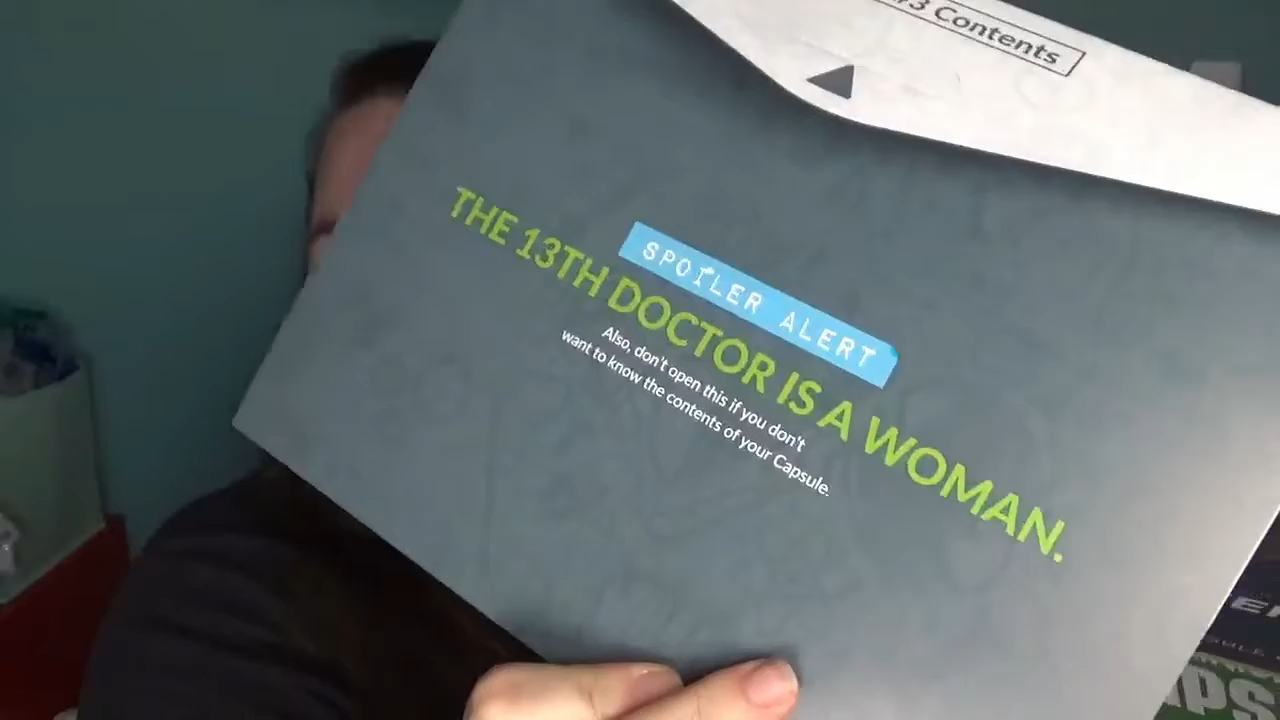 3 Contents
SPOILER ALERT
THE 13TH DOCTOR IS A WOMAN.
Also, don't open this if you don't
want to know the contents of your Capsule.